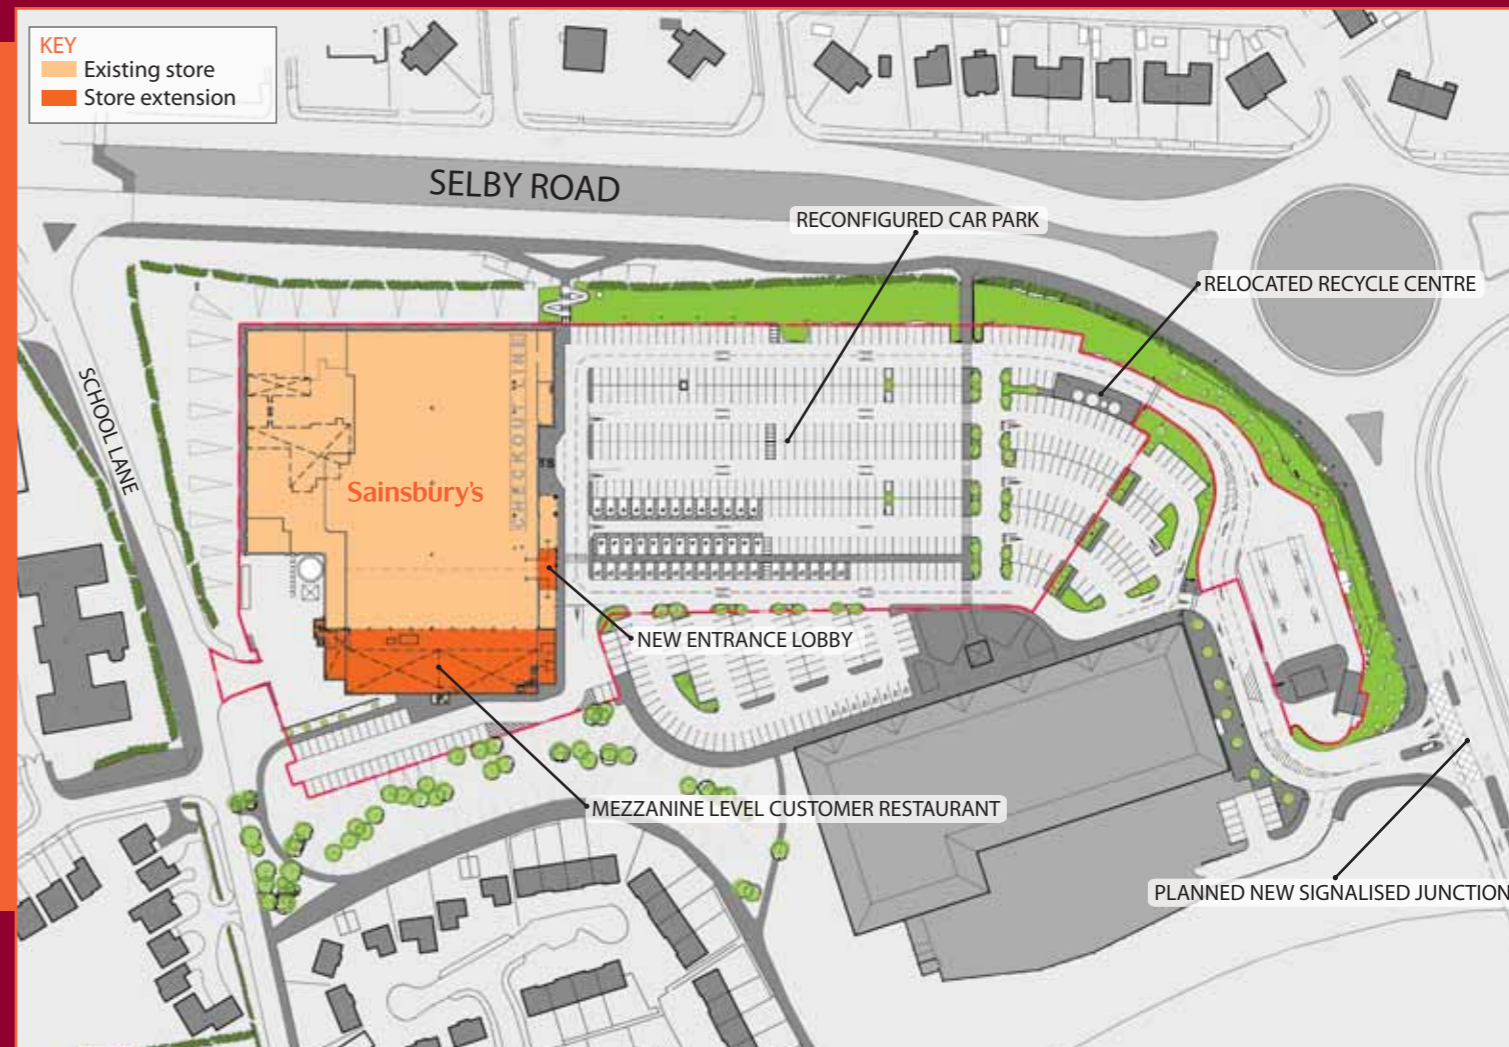 KEY
Existing store
Store extension
SELBY ROAD
RECONFIGURED CAR PARK
RELOCATED RECYCLE CENTRE
SCHOOL LANE
CHECKOUT LINE
Sainsbury's
NEW ENTRANCE LOBBY
MEZZANINE LEVEL CUSTOMER RESTAURANT
PLANNED NEW SIGNALISED JUNCTION